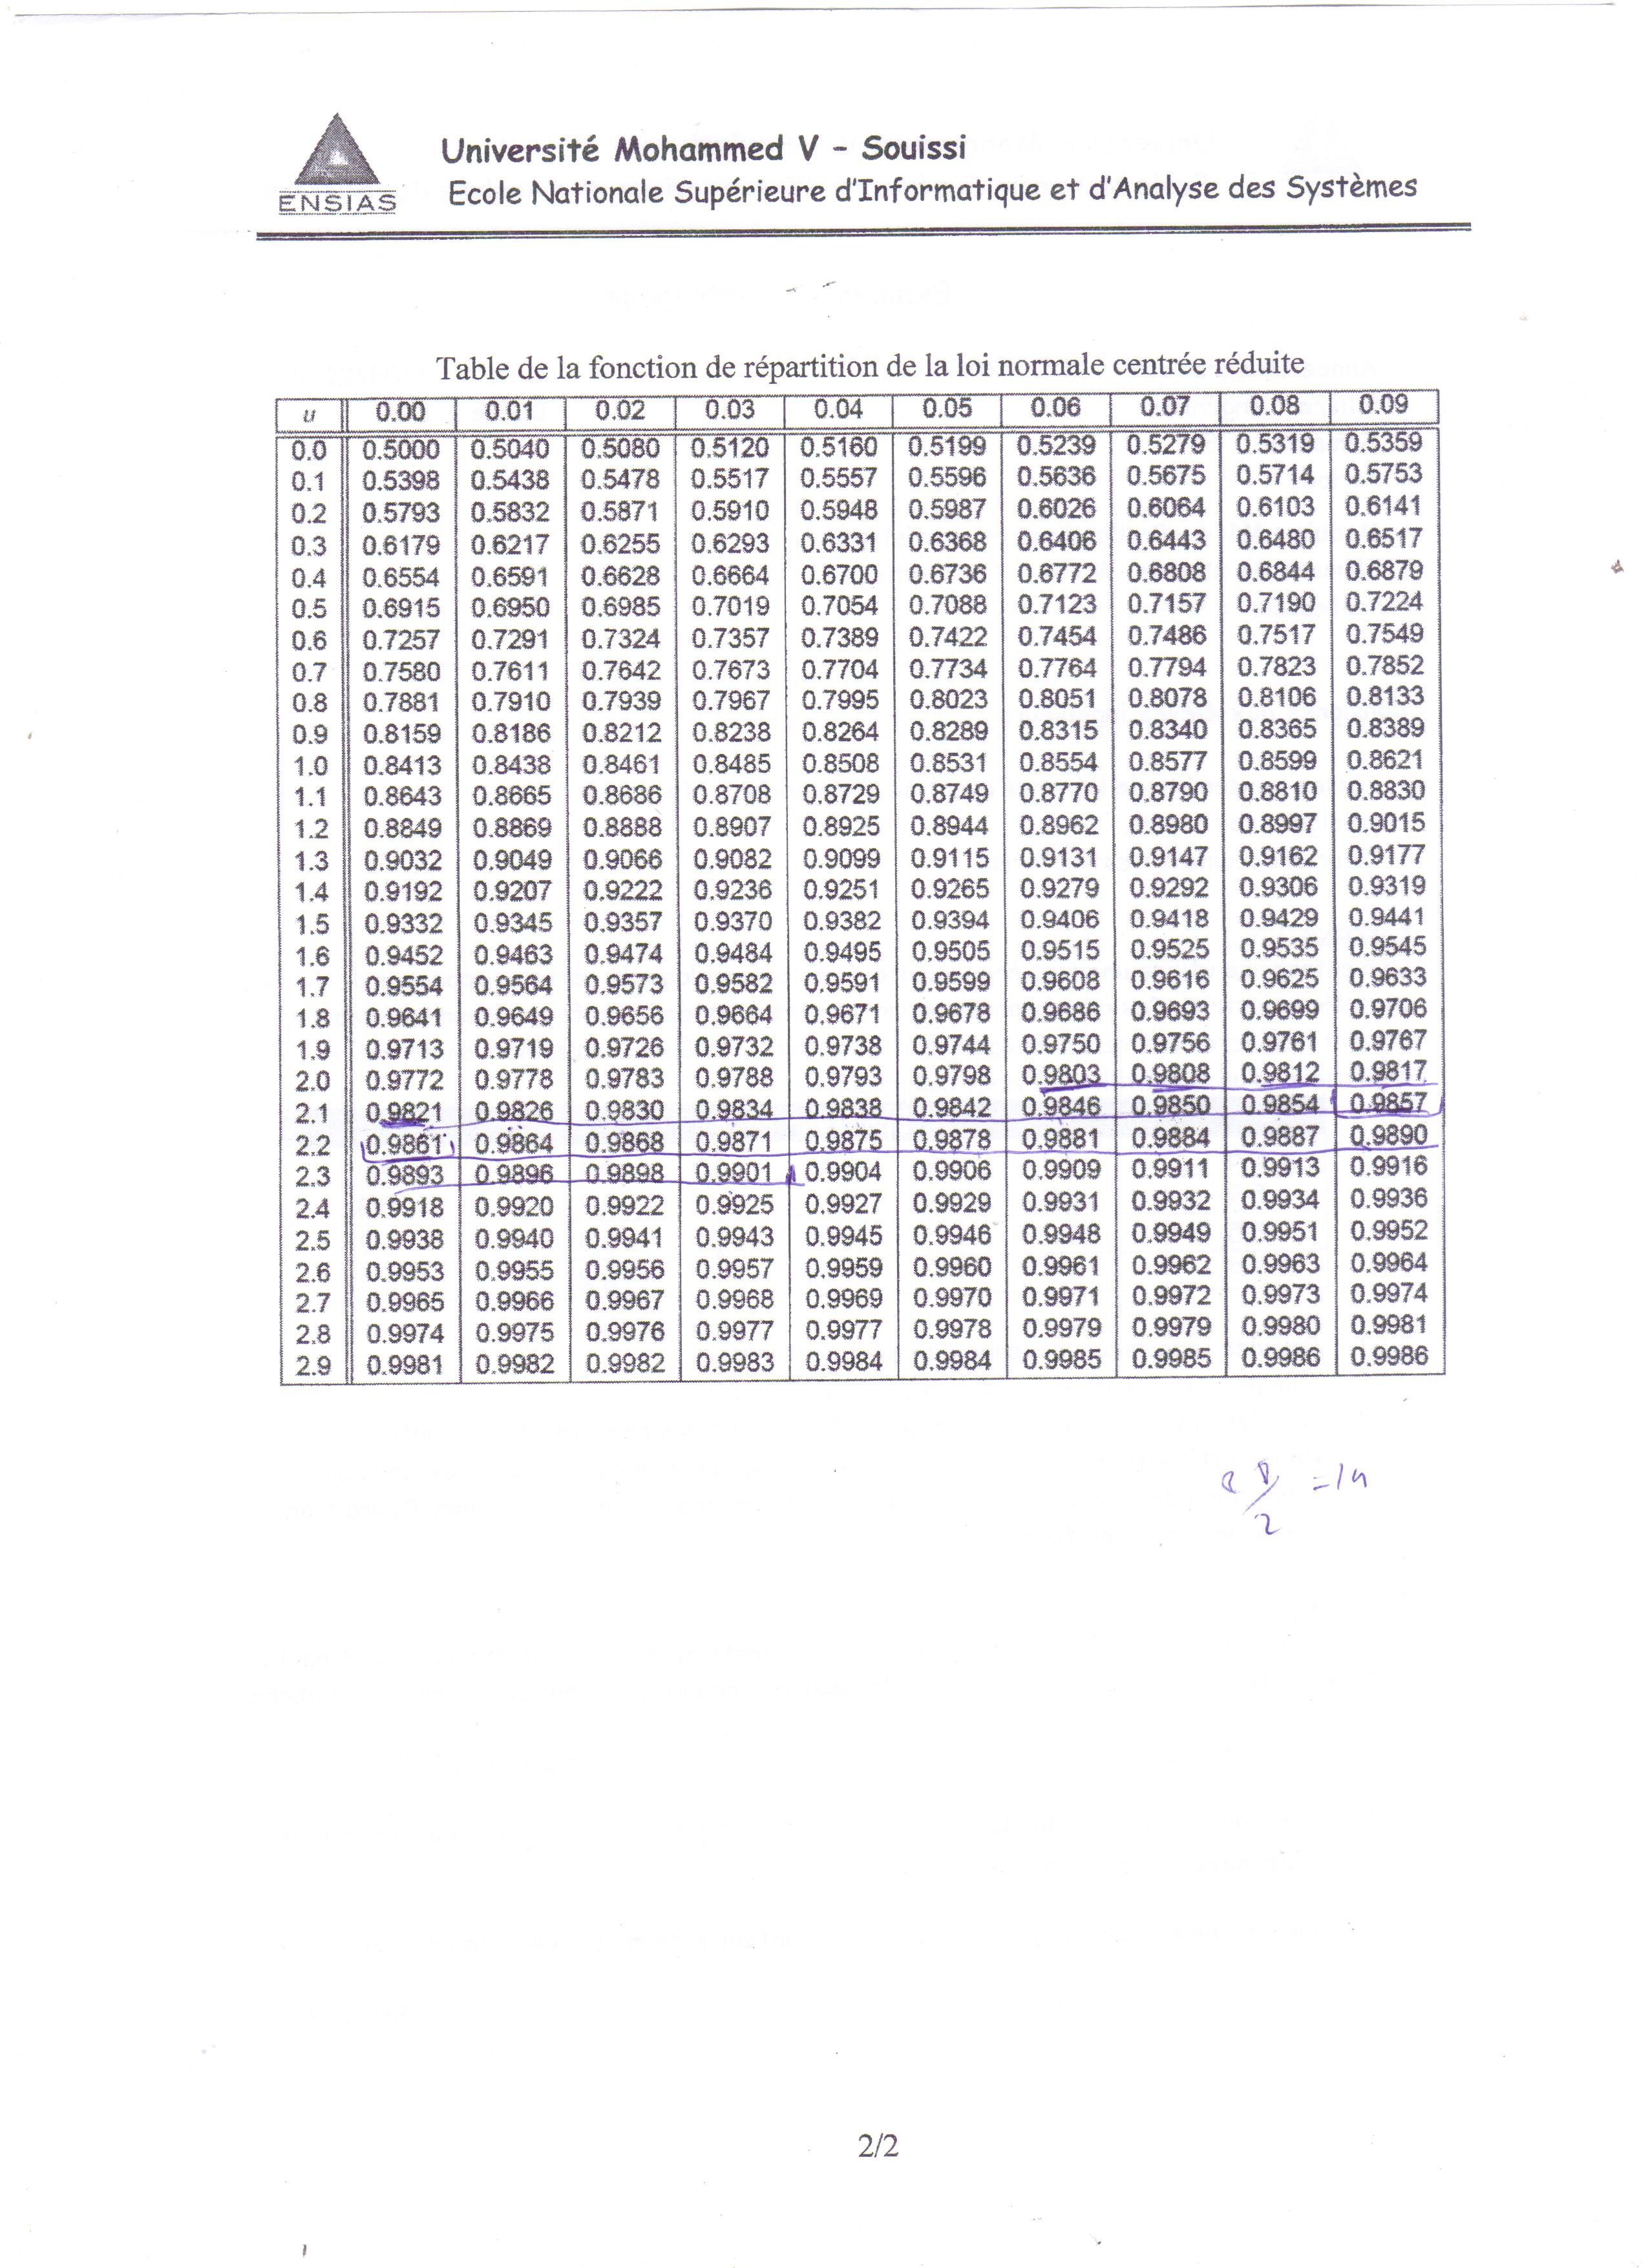 ENSIAS
Université Mohammed V - Souissi
Ecole Nationale Supérieure d'Informatique et d'Analyse des Systèmes
Table de la fonction de répartition de la loi normale centrée réduite
u 0.00 0.01 0.02 0.03 0.04 0.05 0.06 0.07 0.08 0.09
0.0 0.5000 0.5040 0.5080 0.5120 0.5160 0.5199 0.5239 0.5279 0.5319 0.5359
0.1 0.5398 0.5438 0.5478 0.5517 0.5557 0.5596 0.5636 0.5675 0.5714 0.5753
0.2 0.5793 0.5832 0.5871 0.5910 0.5948 0.5987 0.6026 0.6064 0.6103 0.6141
0.3 0.6179 0.6217 0.6255 0.6293 0.6331 0.6368 0.6406 0.6443 0.6480 0.6517
0.4 0.6554 0.6591 0.6628 0.6664 0.6700 0.6736 0.6772 0.6808 0.6844 0.6879
0.5 0.6915 0.6950 0.6985 0.7019 0.7054 0.7088 0.7123 0.7157 0.7190 0.7224
0.6 0.7257 0.7291 0.7324 0.7357 0.7389 0.7422 0.7454 0.7486 0.7517 0.7549
0.7 0.7580 0.7611 0.7642 0.7673 0.7704 0.7734 0.7764 0.7794 0.7823 0.7852
0.8 0.7881 0.7910 0.7939 0.7967 0.7995 0.8023 0.8051 0.8078 0.8106 0.8133
0.9 0.8159 0.8186 0.8212 0.8238 0.8264 0.8289 0.8315 0.8340 0.8365 0.8389
1.0 0.8413 0.8438 0.8461 0.8485 0.8508 0.8531 0.8554 0.8577 0.8599 0.8621
1.1 0.8643 0.8665 0.8686 0.8708 0.8729 0.8749 0.8770 0.8790 0.8810 0.8830
1.2 0.8849 0.8869 0.8888 0.8907 0.8925 0.8944 0.8962 0.8980 0.8997 0.9015
1.3 0.9032 0.9049 0.9066 0.9082 0.9099 0.9115 0.9131 0.9147 0.9162 0.9177
1.4 0.9192 0.9207 0.9222 0.9236 0.9251 0.9265 0.9279 0.9292 0.9306 0.9319
1.5 0.9332 0.9345 0.9357 0.9370 0.9382 0.9394 0.9406 0.9418 0.9429 0.9441
1.6 0.9452 0.9463 0.9474 0.9484 0.9495 0.9505 0.9515 0.9525 0.9535 0.9545
1.7 0.9554 0.9564 0.9573 0.9582 0.9591 0.9599 0.9608 0.9616 0.9625 0.9633
1.8 0.9641 0.9649 0.9656 0.9664 0.9671 0.9678 0.9686 0.9693 0.9699 0.9706
1.9 0.9713 0.9719 0.9726 0.9732 0.9738 0.9744 0.9750 0.9756 0.9761 0.9767
2.0 0.9772 0.9778 0.9783 0.9788 0.9793 0.9798 0.9803 0.9808 0.9812 0.9817
2.1 0.9821 0.9826 0.9830 0.9834 0.9838 0.9842 0.9846 0.9850 0.9854 0.9857
2.2 0.9861 0.9864 0.9868 0.9871 0.9875 0.9878 0.9881 0.9884 0.9887 0.9890
2.3 0.9893 0.9896 0.9898 0.9901 0.9904 0.9906 0.9909 0.9911 0.9913 0.9916
2.4 0.9918 0.9920 0.9922 0.9925 0.9927 0.9929 0.9931 0.9932 0.9934 0.9936
2.5 0.9938 0.9940 0.9941 0.9943 0.9945 0.9946 0.9948 0.9949 0.9951 0.9952
2.6 0.9953 0.9955 0.9956 0.9957 0.9959 0.9960 0.9961 0.9962 0.9963 0.9964
2.7 0.9965 0.9966 0.9967 0.9968 0.9969 0.9970 0.9971 0.9972 0.9973 0.9974
2.8 0.9974 0.9975 0.9976 0.9977 0.9977 0.9978 0.9979 0.9979 0.9980 0.9981
2.9 0.9981 0.9982 0.9982 0.9983 0.9984 0.9984 0.9985 0.9985 0.9986 0.9986
2/2